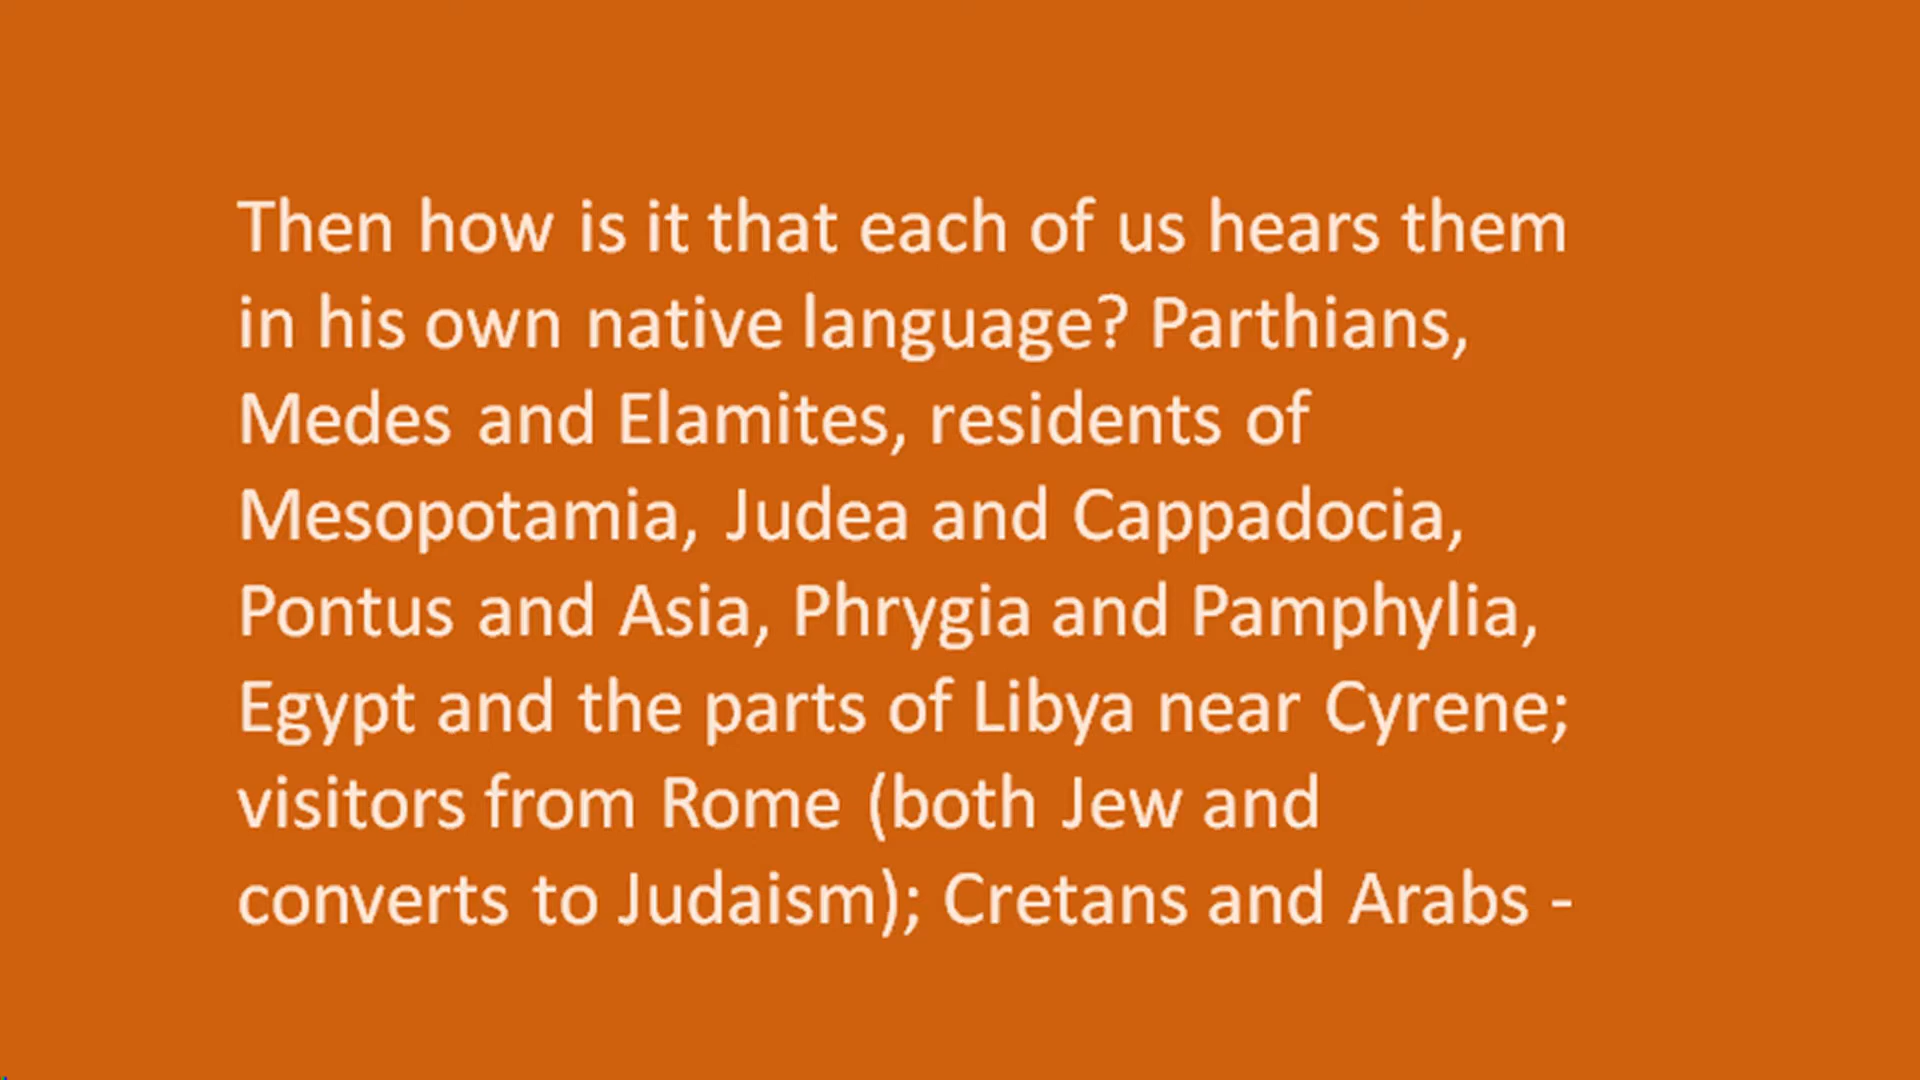 Then how is it that each of us hears them
in his own native language? Parthians,
Medes and Elamites, residents of
Mesopotamia, Judea and Cappadocia,
Pontus and Asia, Phrygia and Pamphylia,
Egypt and the parts of Libya near Cyrene;
visitors from Rome (both Jew and
converts to Judaism); Cretans and Arabs -